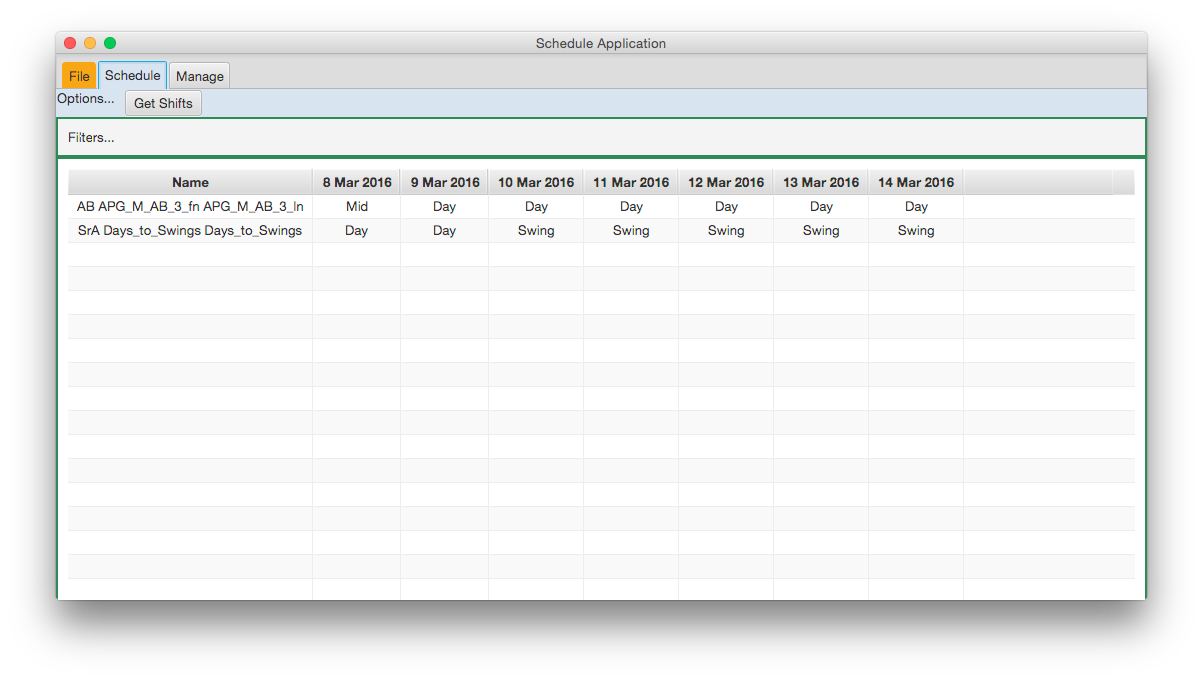 Schedule Application
File Schedule Manage
Options... Get Shifts
Filters...
Name 8 Mar 2016 9 Mar 2016 10 Mar 2016 11 Mar 2016 12 Mar 2016 13 Mar 2016 14 Mar 2016
AB APG_M_AB_3_fn APG_M_AB_3_ln Mid Day Day Day Day Day Day
SrA Days_to_Swings Days_to_Swings Day Day Swing Swing Swing Swing Swing